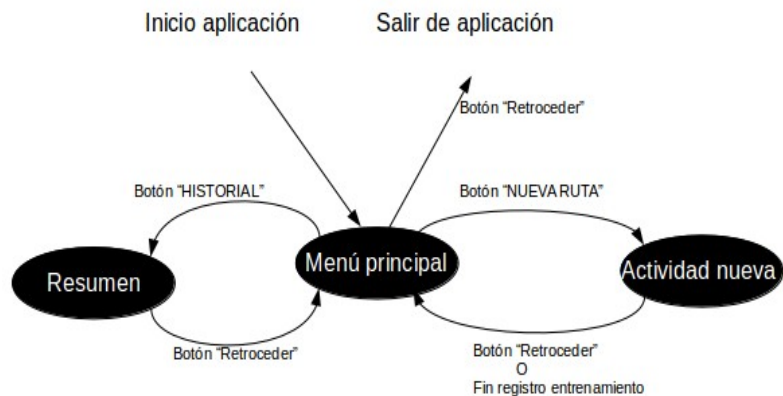 Inicio aplicación
Salir de aplicación
Botón “Retroceder”
Botón “HISTORIAL”
Botón “NUEVA RUTA”
Resumen
Menú principal
Actividad nueva
Botón “Retroceder”
Botón “Retroceder”
O
Fin registro entrenamiento